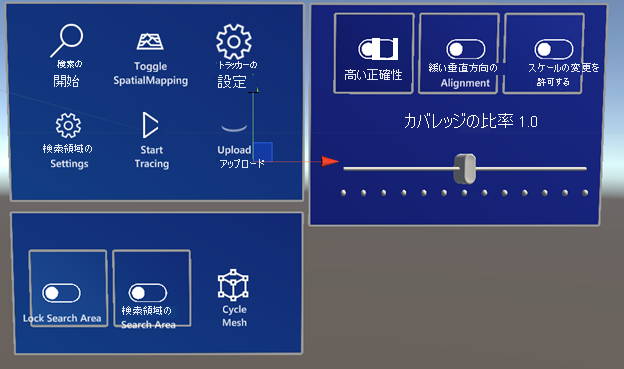 検索の
開始
Toggle
SpatialMapping
トラッカーの
設定
検索領域の
Settings
Start
Tracing
Upload
アップロード
高い正確性
緩い垂直方向の
Alignment
スケールの変更を
許可する
カバレッジの比率 1.0
Lock Search Area
検索領域の
Search Area
Cycle
Mesh